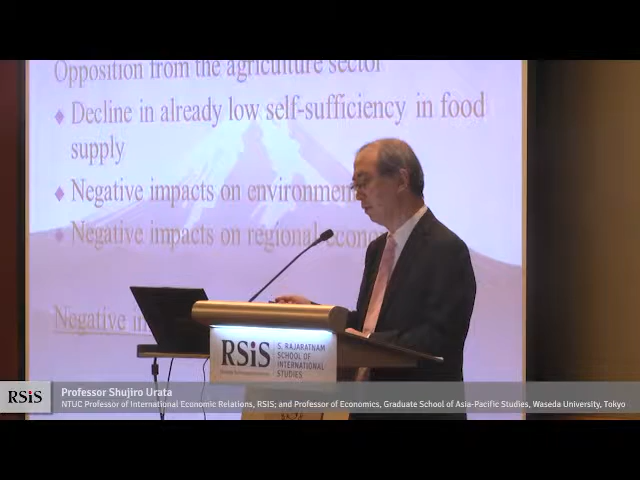 Opposition from the agriculture sector
Decline in already low self-sufficiency in food
supply
Negative impacts on environment
Negative impacts on regional
Negative
RSiS
S. RAJARATNAM
SCHOOL OF
INTERNATIONAL
STUDIES
RSiS
Professor Shujiro Urata
NTUC Professor of International Economic Relations, RSIS; and Professor of Economics, Graduate School of Asia-Pacific Studies, Waseda University, Tokyo